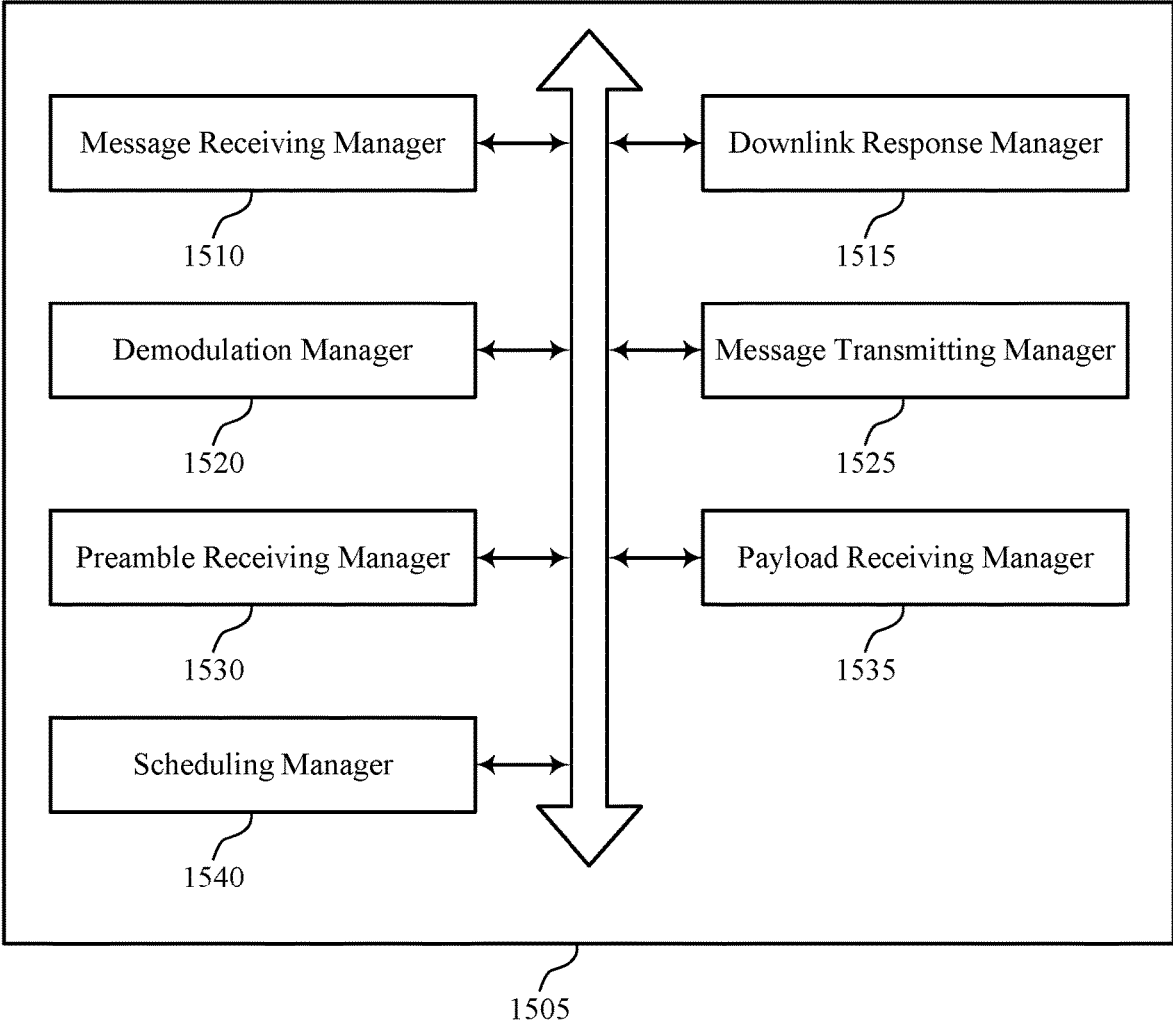 Message Receiving Manager
1510
Downlink Response Manager
1515
Demodulation Manager
1520
Message Transmitting Manager
1525
Preamble Receiving Manager
1530
Payload Receiving Manager
1535
Scheduling Manager
1540
1505